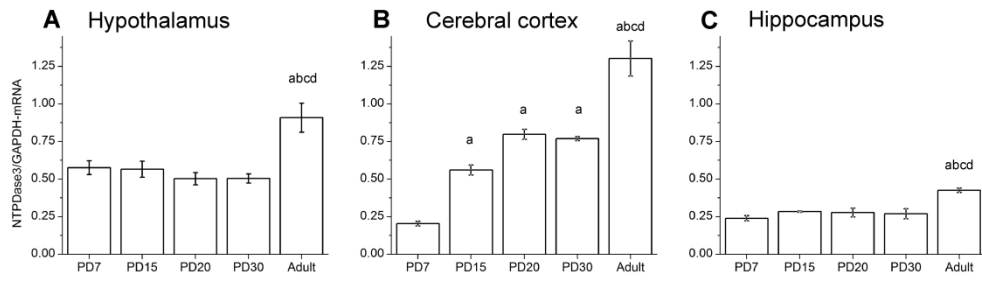 A Hypothalamus
NTPDase3/GAPDH-mRNA
1.25
1.00
0.75
0.50
0.25
0.00
abcd
PD7 PD15 PD20 PD30 Adult
B Cerebral cortex
1.25
1.00
0.75
0.50
0.25
0.00
a
a
a
abcd
PD7 PD15 PD20 PD30 Adult
C Hippocampus
1.25
1.00
0.75
0.50
0.25
0.00
abcd
PD7 PD15 PD20 PD30 Adult